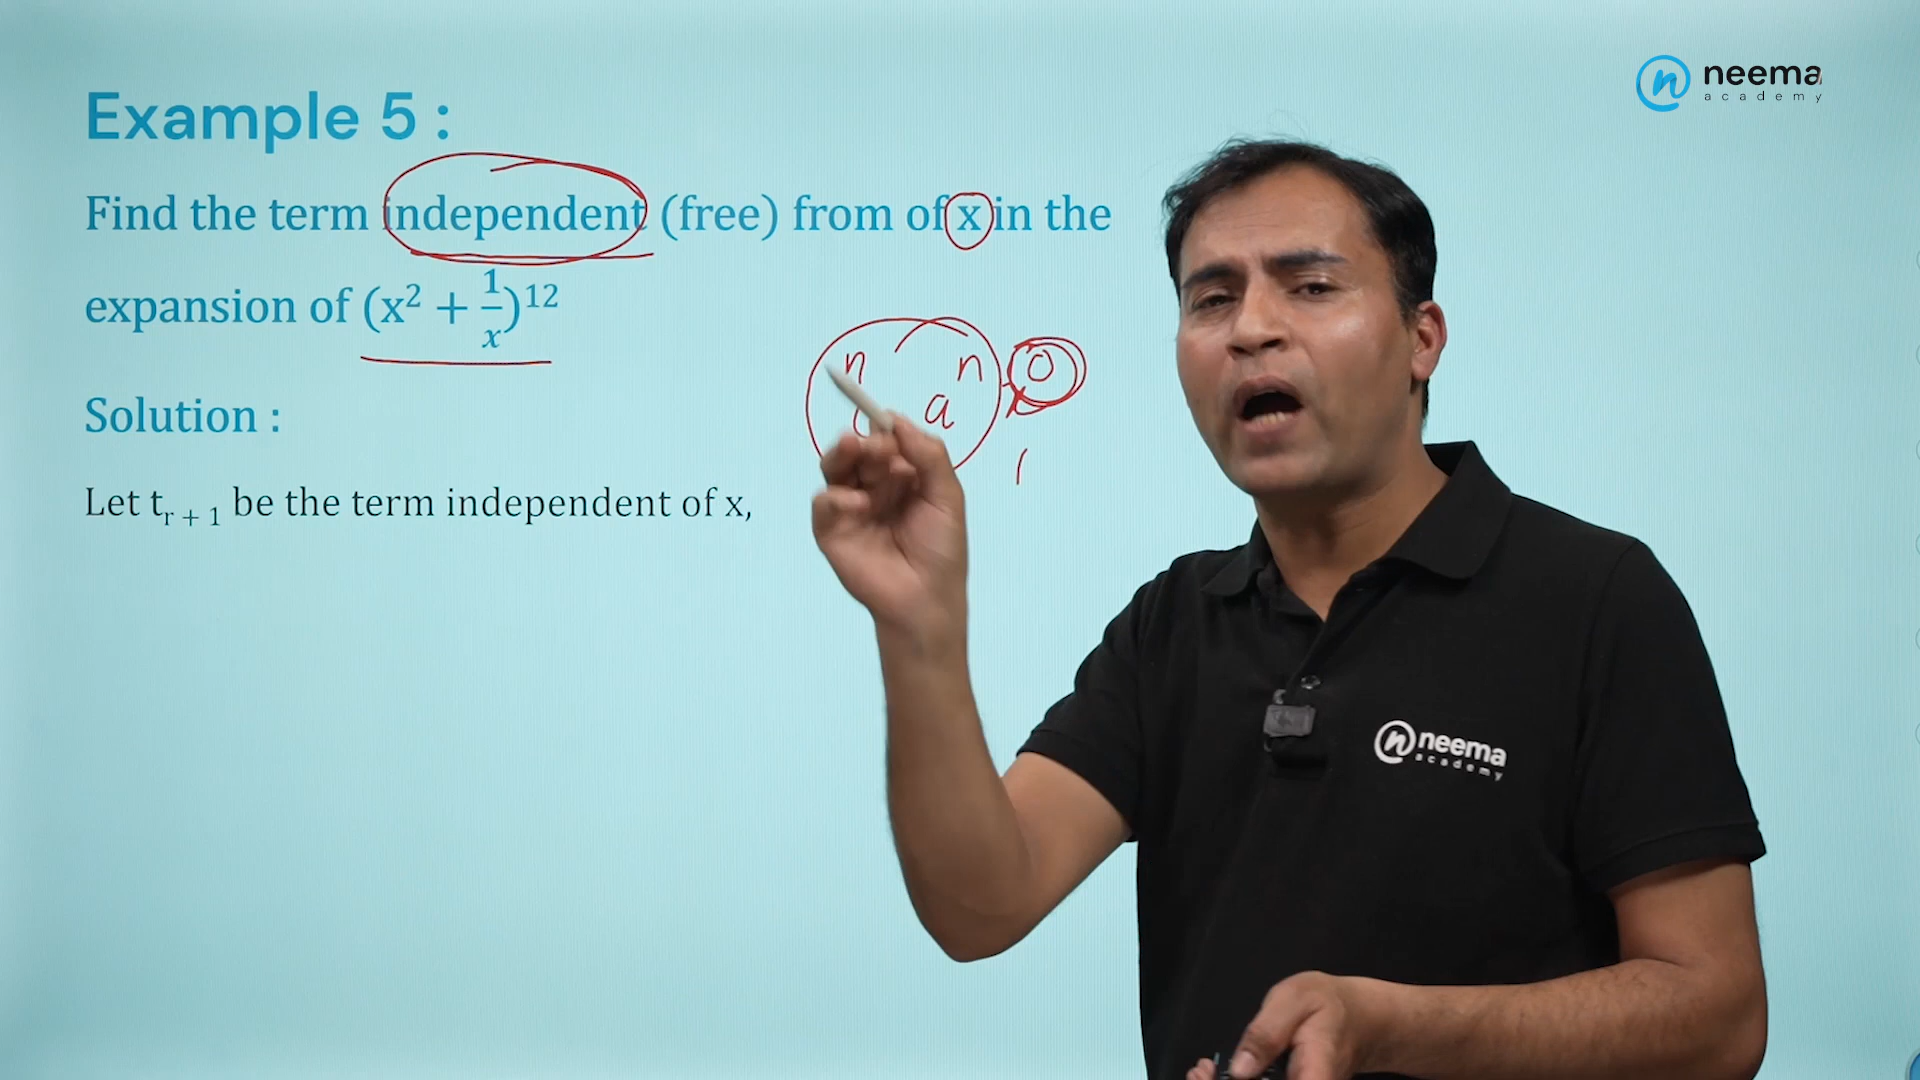 neema
academy
Example 5 :
Find the term independent (free) from of x in the
expansion of (x² + 1/x)¹²
n n 0
a
Solution :
Let t_{r + 1} be the term independent of x,
neema
academy